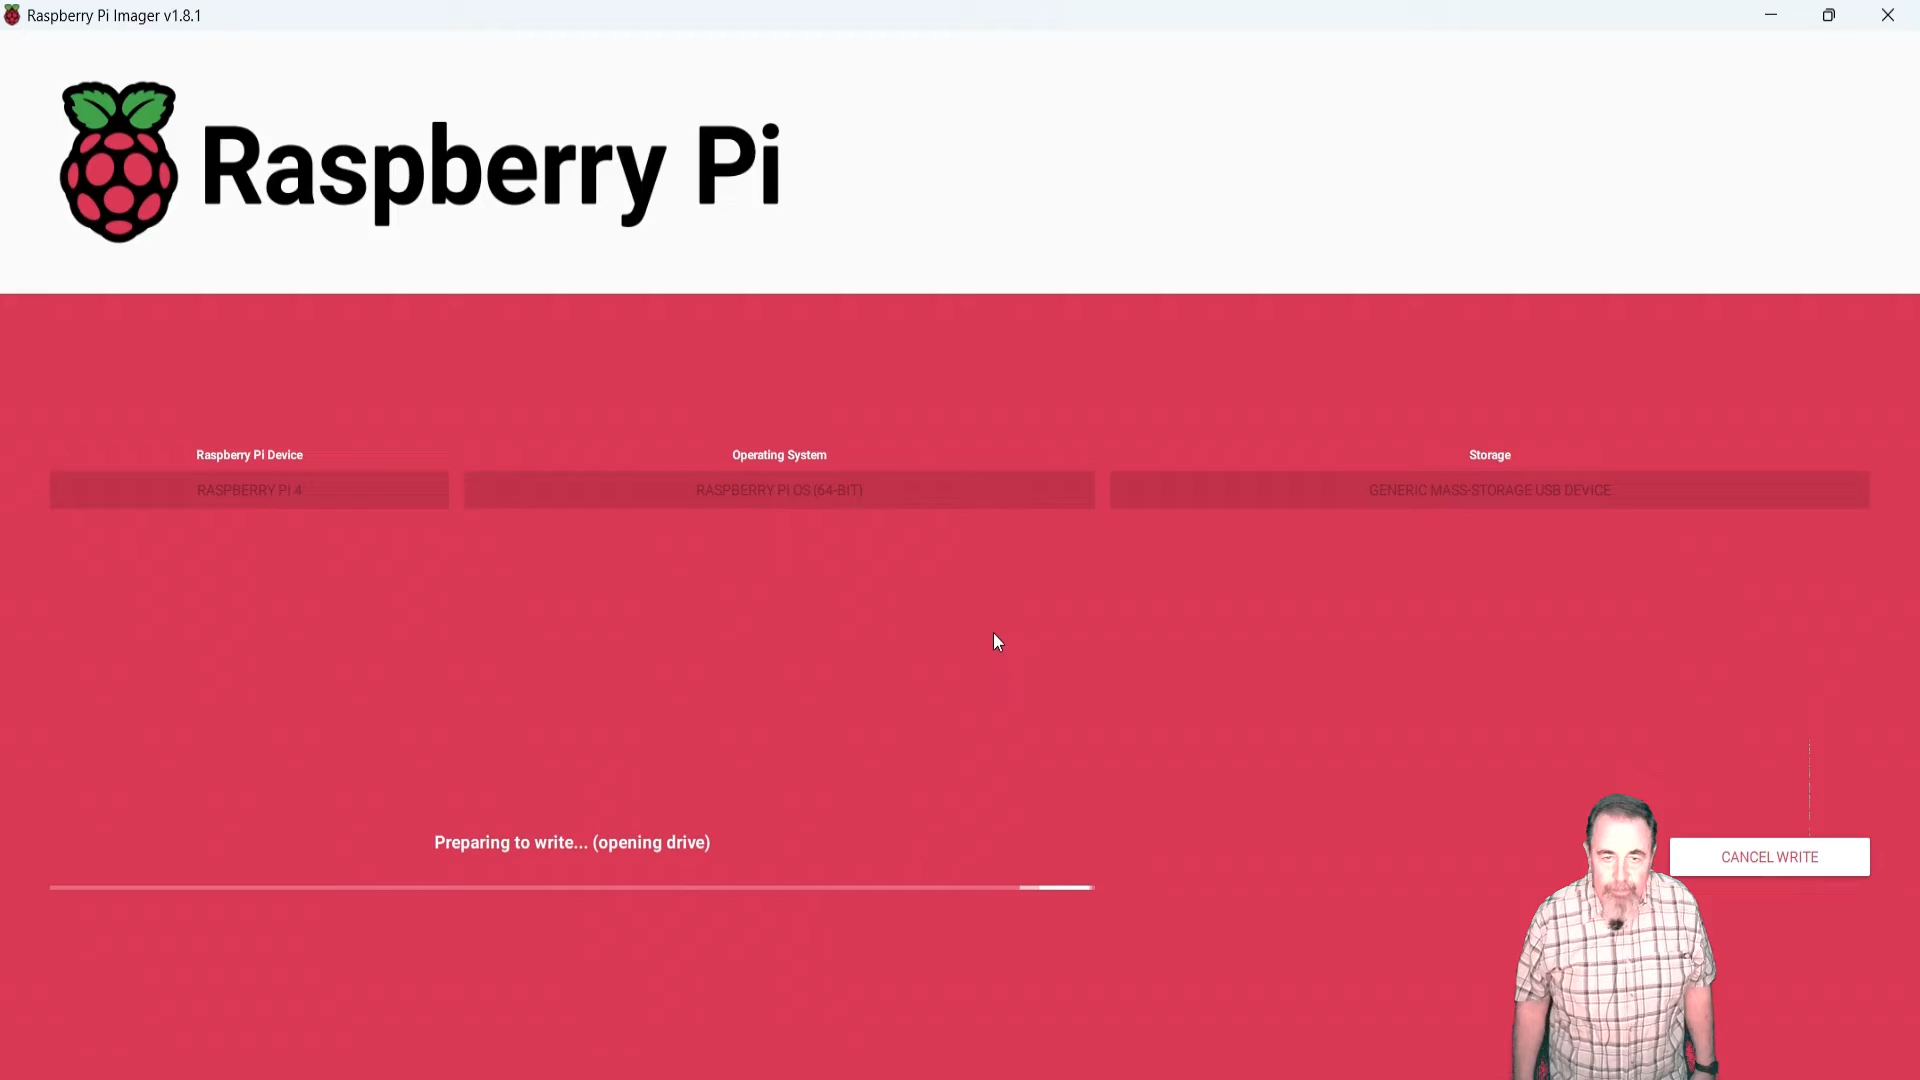 Raspberry Pi Imager v1.8.1
Raspberry Pi
Raspberry Pi Device
Operating System
Storage
RASPBERRY PI 4
RASPBERRY PI OS (64-BIT)
GENERIC MASS-STORAGE USB DEVICE
Preparing to write... (opening drive)
CANCEL WRITE